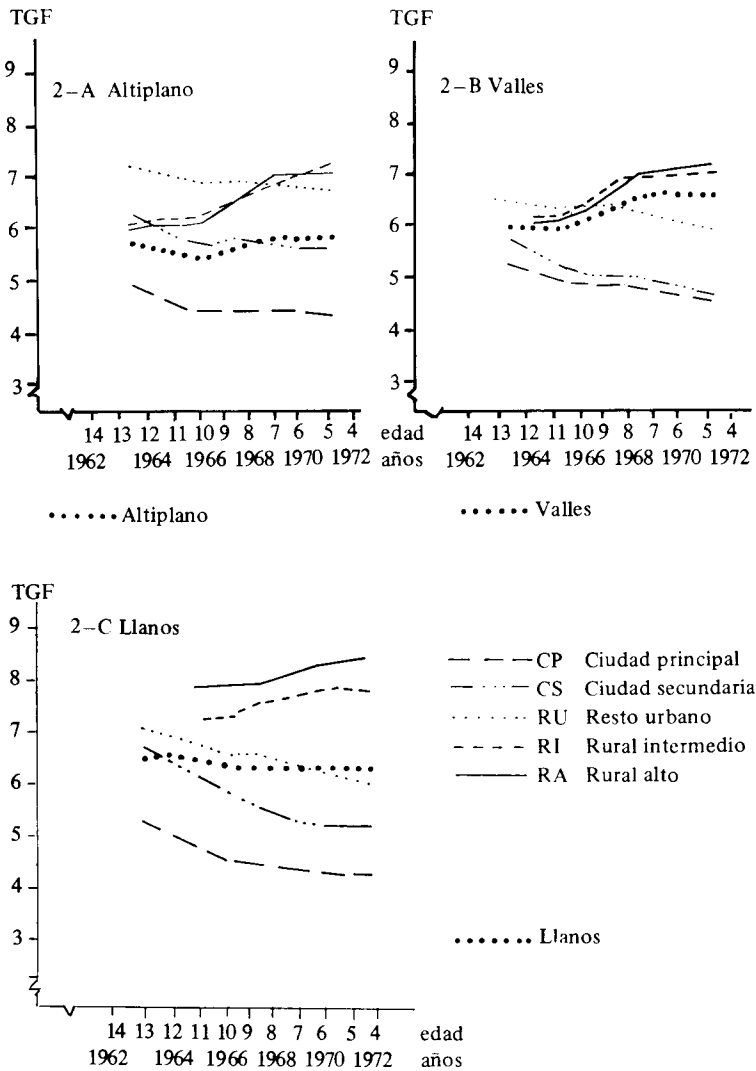 TGF
9
8
7
6
5
4
3
2–A Altiplano
14 13 12 11 10 9 8 7 6 5 4 edad
1962 1964 1966 1968 1970 1972 años
Altiplano
TGF
9
8
7
6
5
4
3
2–B Valles
14 13 12 11 10 9 8 7 6 5 4
1962 1964 1966 1968 1970 1972
Valles
TGF
9
8
7
6
5
4
3
2–C Llanos
14 13 12 11 10 9 8 7 6 5 4 edad
1962 1964 1966 1968 1970 1972 años
CP Ciudad principal
CS Ciudad secundaria
RU Resto urbano
RI Rural intermedio
RA Rural alto
Llanos